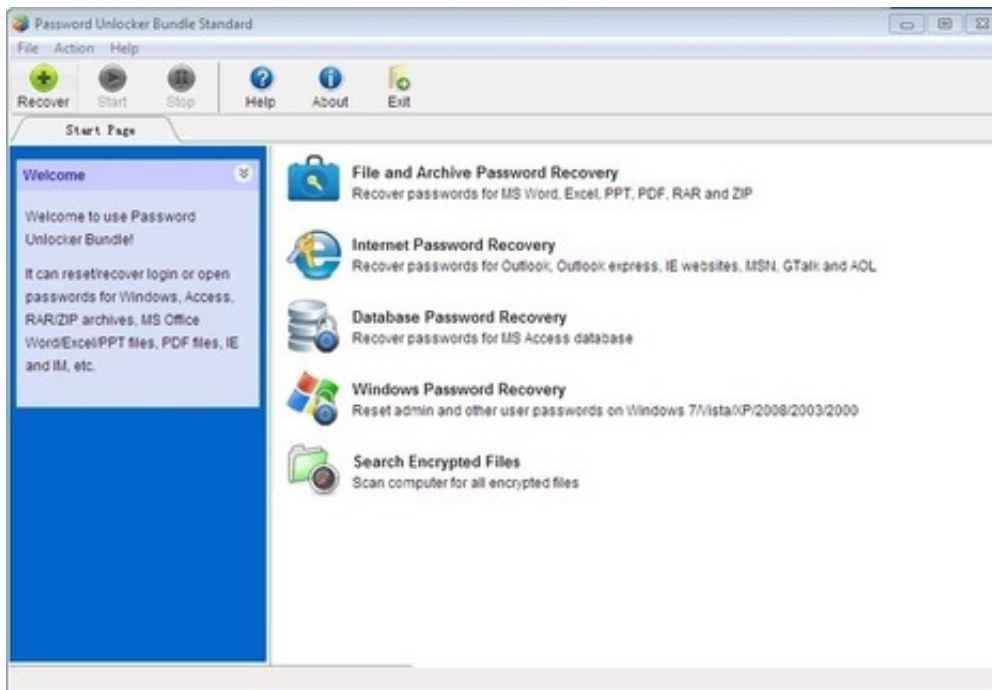 Password Unlocker Bundle Standard
File Action Help
Recover Start Stop Help About Exit
Start Page
Welcome
Welcome to use Password
Unlocker Bundle!
It can reset/recover login or open
passwords for Windows, Access,
RAR/ZIP archives, MS Office
Word/Excel/PPT files, PDF files, IE
and IM, etc.
File and Archive Password Recovery
Recover passwords for MS Word, Excel, PPT, PDF, RAR and ZIP
Internet Password Recovery
Recover passwords for Outlook, Outlook express, IE websites, MSN, GTalk and AOL
Database Password Recovery
Recover passwords for MS Access database
Windows Password Recovery
Reset admin and other user passwords on Windows 7/Vista/XP/2008/2003/2000
Search Encrypted Files
Scan computer for all encrypted files